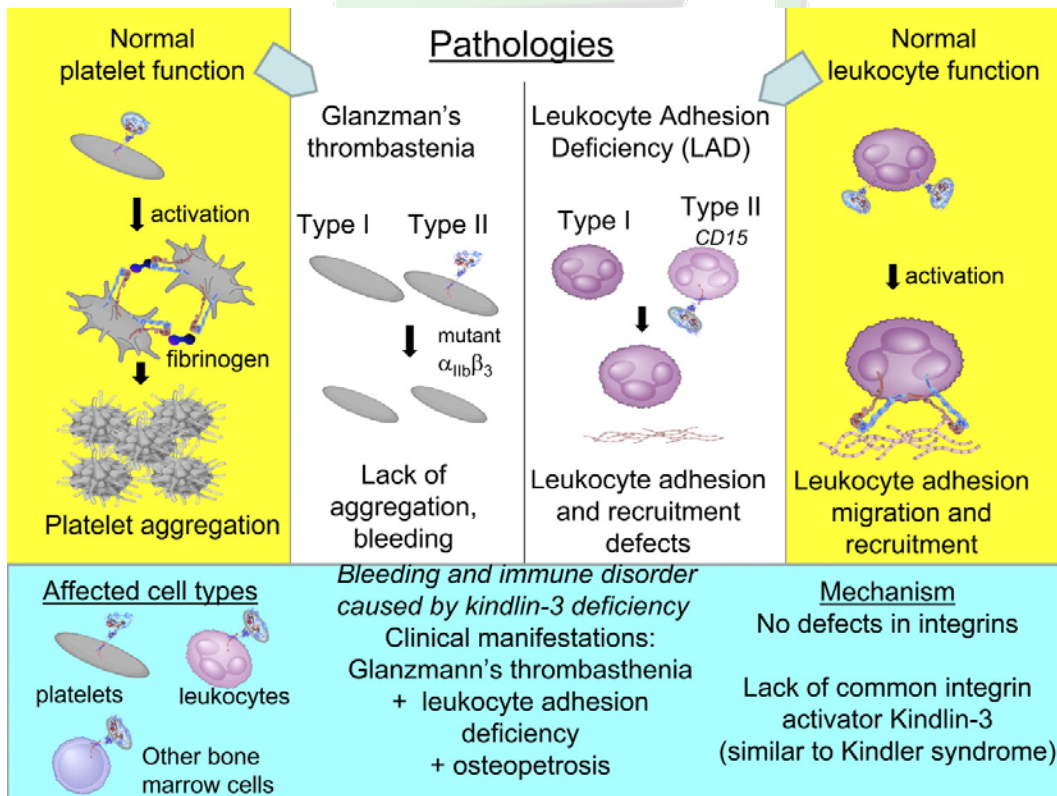 Normal
platelet function
activation
fibrinogen
Platelet aggregation
Pathologies
Glanzman's
thrombastenia
Type I
Type II
mutant
αIIbβ3
Lack of
aggregation,
bleeding
Leukocyte Adhesion
Deficiency (LAD)
Type I
Type II
CD15
Leukocyte adhesion
and recruitment
defects
Normal
leukocyte function
activation
Leukocyte adhesion
migration and
recruitment
Affected cell types
platelets
leukocytes
Other bone
marrow cells
Bleeding and immune disorder
caused by kindlin-3 deficiency
Clinical manifestations:
Glanzmann's thrombasthenia
+ leukocyte adhesion
deficiency
+ osteopetrosis
Mechanism
No defects in integrins
Lack of common integrin
activator Kindlin-3
(similar to Kindler syndrome)